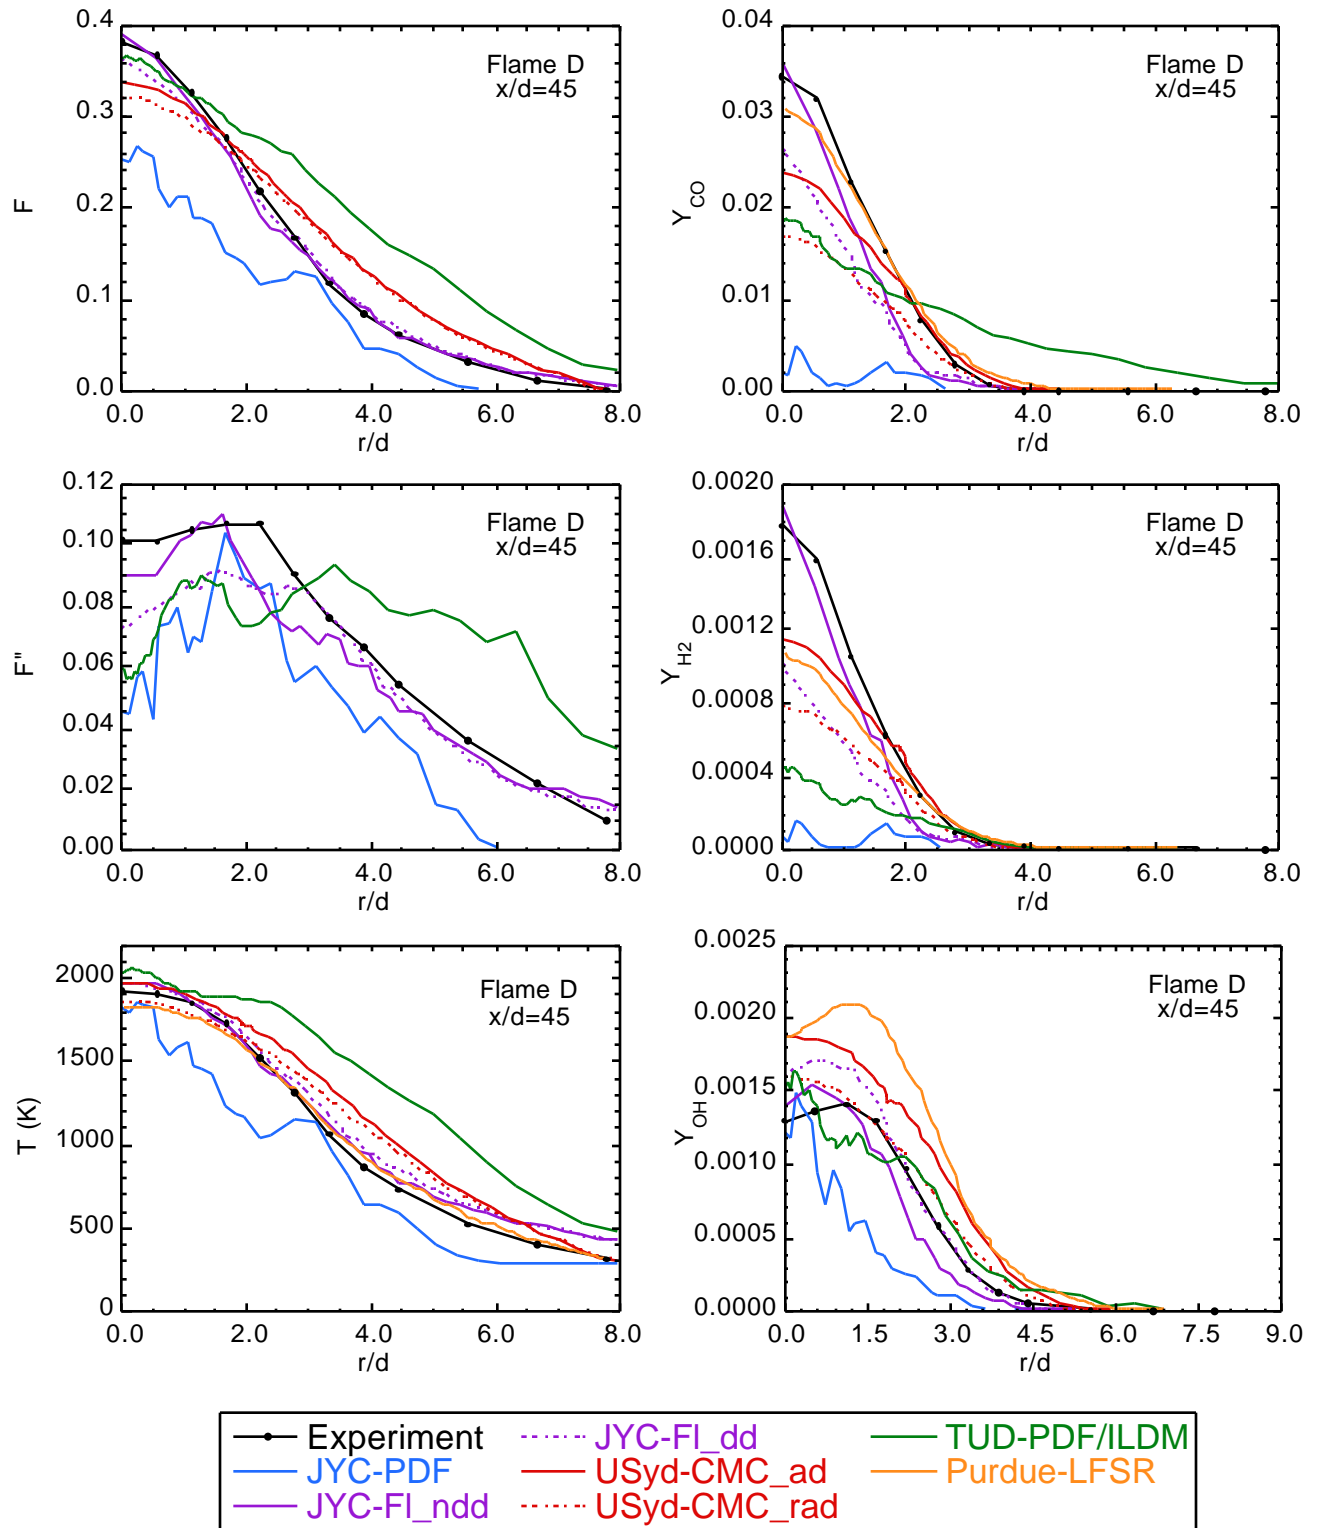 0.4
0.3
0.2
0.1
0.0
F
Flame D
x/d=45
0.0 2.0 4.0 6.0 8.0
r/d
0.04
0.03
0.02
0.01
0.00
Y_CO
Flame D
x/d=45
0.0 2.0 4.0 6.0 8.0
r/d
0.12
0.10
0.08
0.06
0.04
0.02
0.00
F"
Flame D
x/d=45
0.0 2.0 4.0 6.0 8.0
r/d
0.0020
0.0016
0.0012
0.0008
0.0004
0.0000
Y_H2
Flame D
x/d=45
0.0 2.0 4.0 6.0 8.0
r/d
2000
1500
1000
500
0
T (K)
Flame D
x/d=45
0.0 2.0 4.0 6.0 8.0
r/d
0.0025
0.0020
0.0015
0.0010
0.0005
0.0000
Y_OH
Flame D
x/d=45
0.0 1.5 3.0 4.5 6.0 7.5 9.0
r/d
Experiment JYC-Fl_dd TUD-PDF/ILDM
JYC-PDF USyd-CMC_ad Purdue-LFSR
JYC-Fl_ndd USyd-CMC_rad